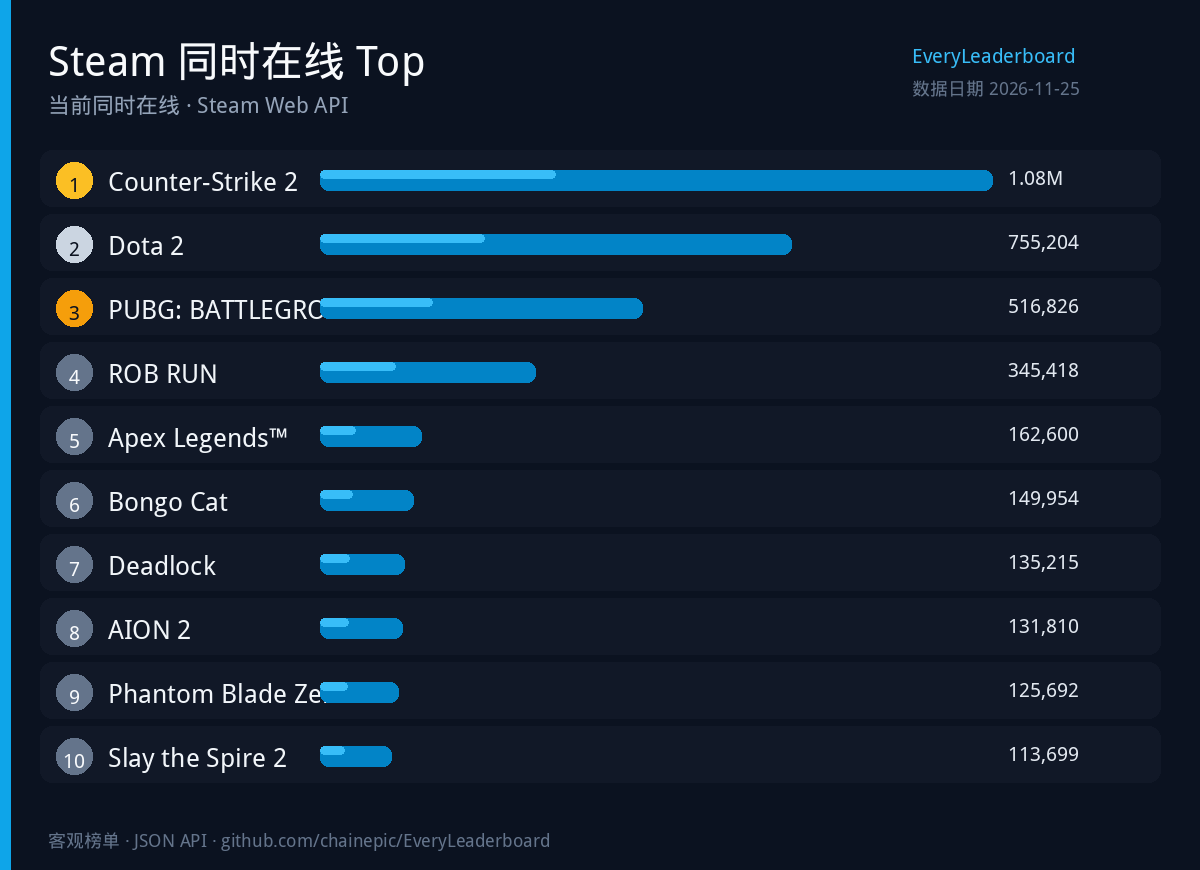 Steam 同时在线 Top
当前同时在线 · Steam Web API
EveryLeaderboard
数据日期 2026-11-25
1 Counter-Strike 2 1.08M
2 Dota 2 755,204
3 PUBG: BATTLEGRO 516,826
4 ROB RUN 345,418
5 Apex Legends™ 162,600
6 Bongo Cat 149,954
7 Deadlock 135,215
8 AION 2 131,810
9 Phantom Blade Ze 125,692
10 Slay the Spire 2 113,699
客观榜单 · JSON API · github.com/chainepic/EveryLeaderboard